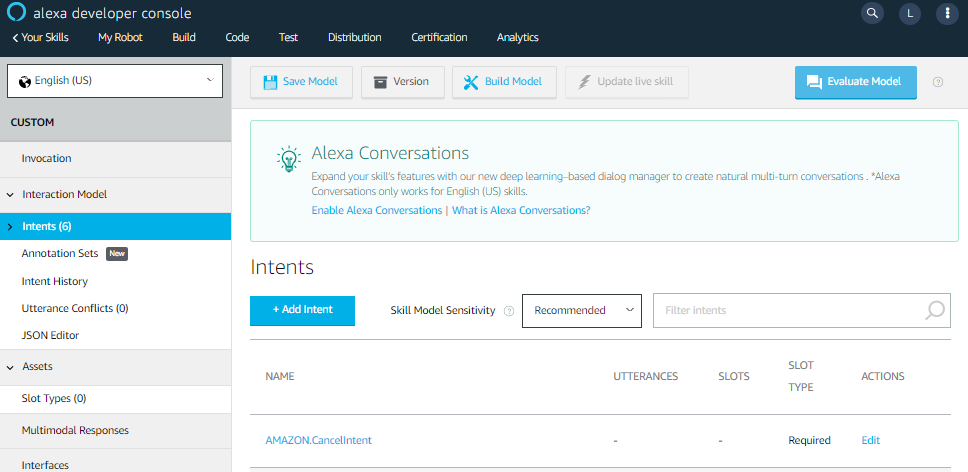 alexa developer console
L
Your Skills My Robot Build Code Test Distribution Certification Analytics
English (US)
Save Model Version Build Model Update live skill Evaluate Model ?
CUSTOM
Invocation
Interaction Model
Intents (6)
Annotation Sets New
Intent History
Utterance Conflicts (0)
JSON Editor
Assets
Slot Types (0)
Multimodal Responses
Interfaces
Alexa Conversations
Expand your skill's features with our new deep learning–based dialog manager to create natural multi-turn conversations . *Alexa
Conversations only works for English (US) skills.
Enable Alexa Conversations | What is Alexa Conversations?
Intents
+ Add Intent Skill Model Sensitivity ? Recommended Filter Intents
NAME UTTERANCES SLOTS SLOT TYPE ACTIONS
AMAZON.CancelIntent - - Required Edit